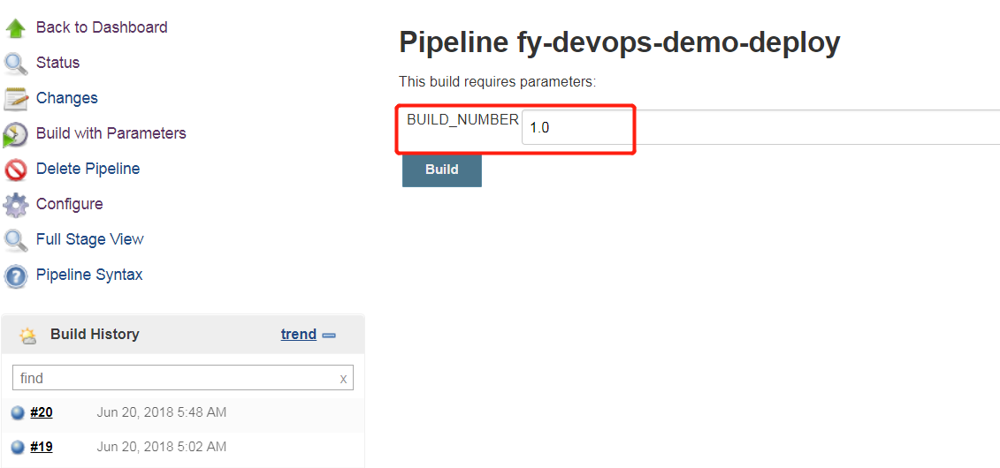 Back to Dashboard
Status
Changes
Build with Parameters
Delete Pipeline
Configure
Full Stage View
Pipeline Syntax
Build History trend
find x
#20 Jun 20, 2018 5:48 AM
#19 Jun 20, 2018 5:02 AM
Pipeline fy-devops-demo-deploy
This build requires parameters:
BUILD_NUMBER 1.0
Build